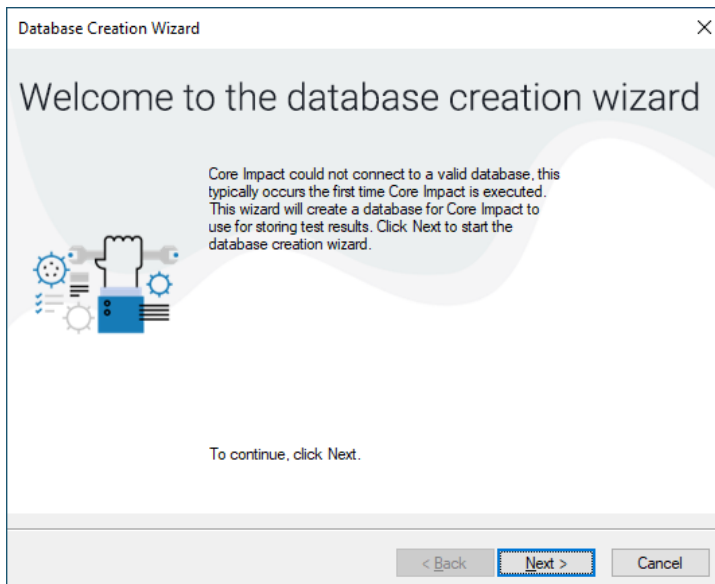 Database Creation Wizard
Welcome to the database creation wizard
Core Impact could not connect to a valid database, this
typically occurs the first time Core Impact is executed.
This wizard will create a database for Core Impact to
use for storing test results. Click Next to start the
database creation wizard.
To continue, click Next.
< Back Next > Cancel